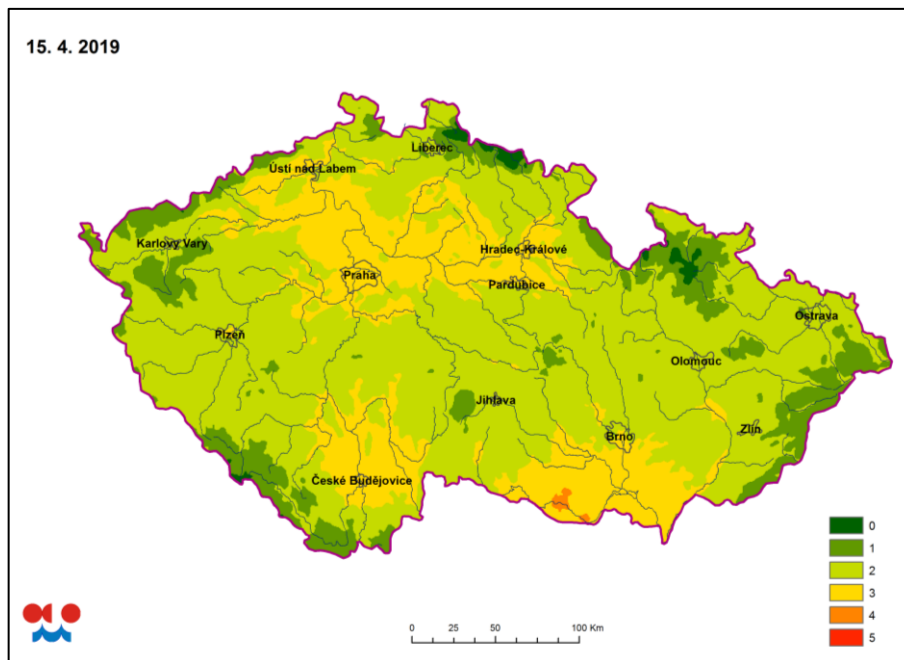 15. 4. 2019
Liberec
Ústí nad Labem
Karlovy Vary
Hradec Králové
Praha
Pardubice
Ostrava
Plzeň
Olomouc
Jihlava
Zlín
Brno
České Budějovice
0
1
2
3
4
5
0 25 50 100 Km